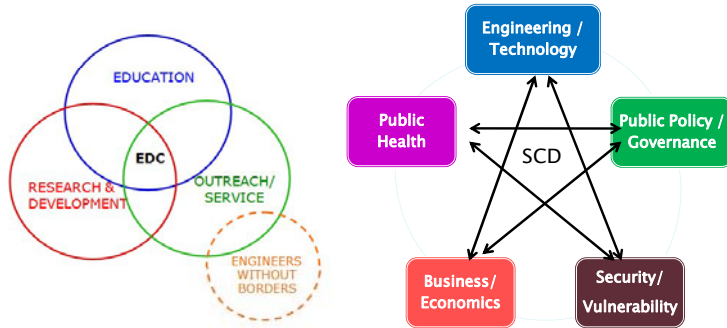 EDUCATION
EDC
RESEARCH &
DEVELOPMENT
OUTREACH/
SERVICE
ENGINEERS
WITHOUT
BORDERS
Engineering /
Technology
Public
Health
Public Policy /
Governance
SCD
Business/
Economics
Security/
Vulnerability